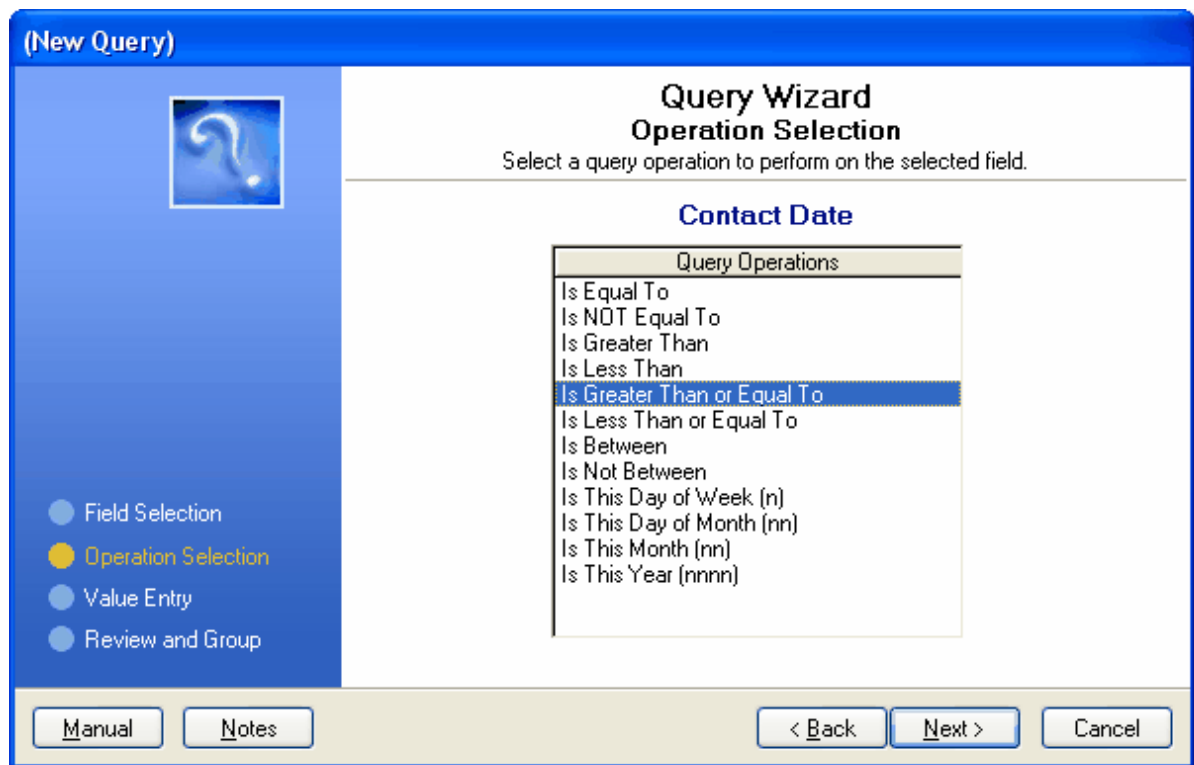 (New Query)
Query Wizard
Operation Selection
Select a query operation to perform on the selected field.
Contact Date
Query Operations
Is Equal To
Is NOT Equal To
Is Greater Than
Is Less Than
Is Greater Than or Equal To
Is Less Than or Equal To
Is Between
Is Not Between
Is This Day of Week (n)
Is This Day of Month (nn)
Is This Month (nn)
Is This Year (nnnn)
Field Selection
Operation Selection
Value Entry
Review and Group
Manual Notes < Back Next > Cancel